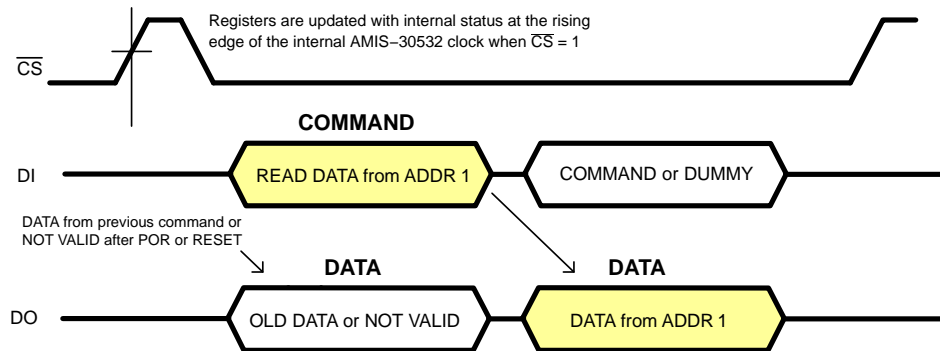 Registers are updated with internal status at the rising
edge of the internal AMIS−30532 clock when C̅S̅ = 1
C̅S̅
COMMAND
DI
READ DATA from ADDR 1
COMMAND or DUMMY
DATA from previous command or
NOT VALID after POR or RESET
DATA
DATA
DO
OLD DATA or NOT VALID
DATA from ADDR 1